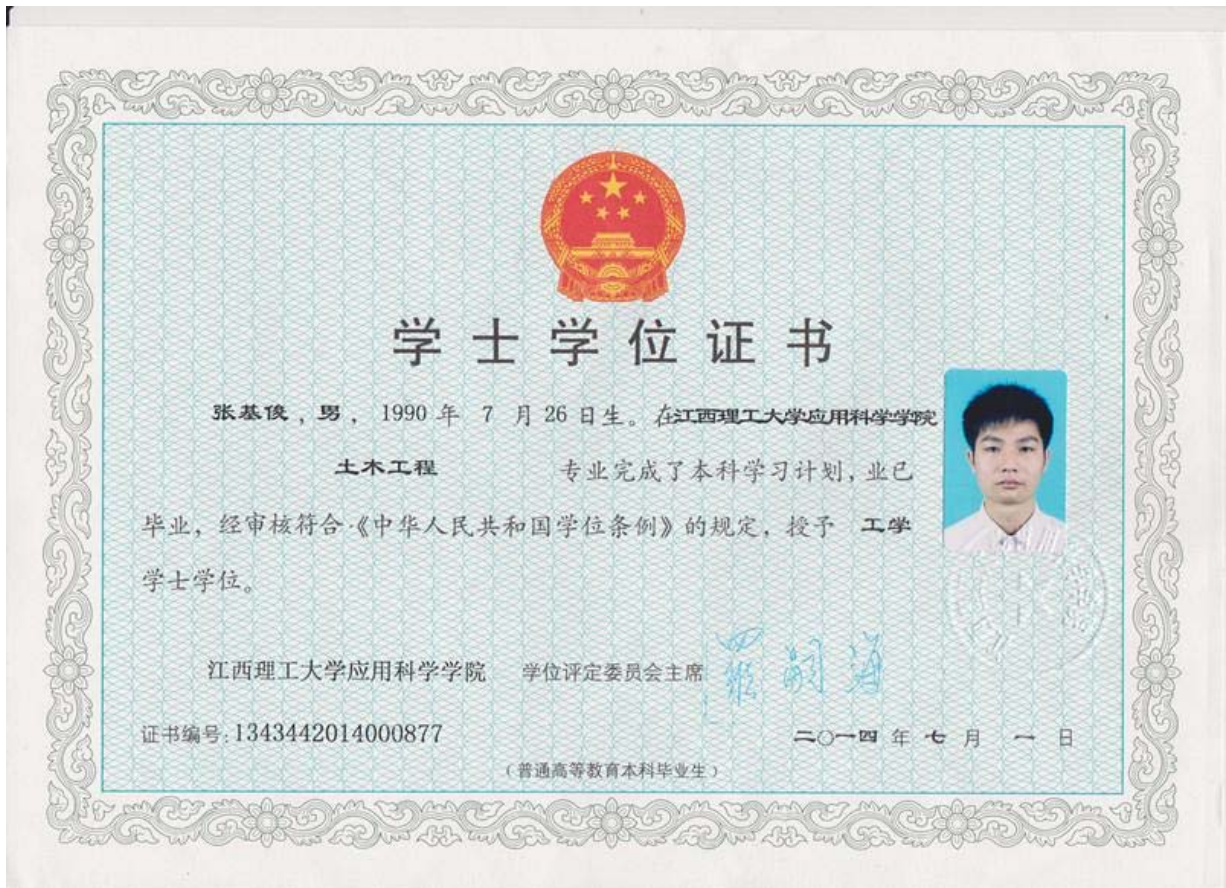 学士学位证书
张基俊，男，1990 年 7 月 26 日生。在江西理工大学应用科学学院
土木工程 专业完成了本科学习计划，业已
毕业，经审核符合《中华人民共和国学位条例》的规定，授予 工学
学士学位。
江西理工大学应用科学学院 学位评定委员会主席 罗嗣海
证书编号：1343442014000877 二〇一四 年 七 月 一 日
（普通高等教育本科毕业生）